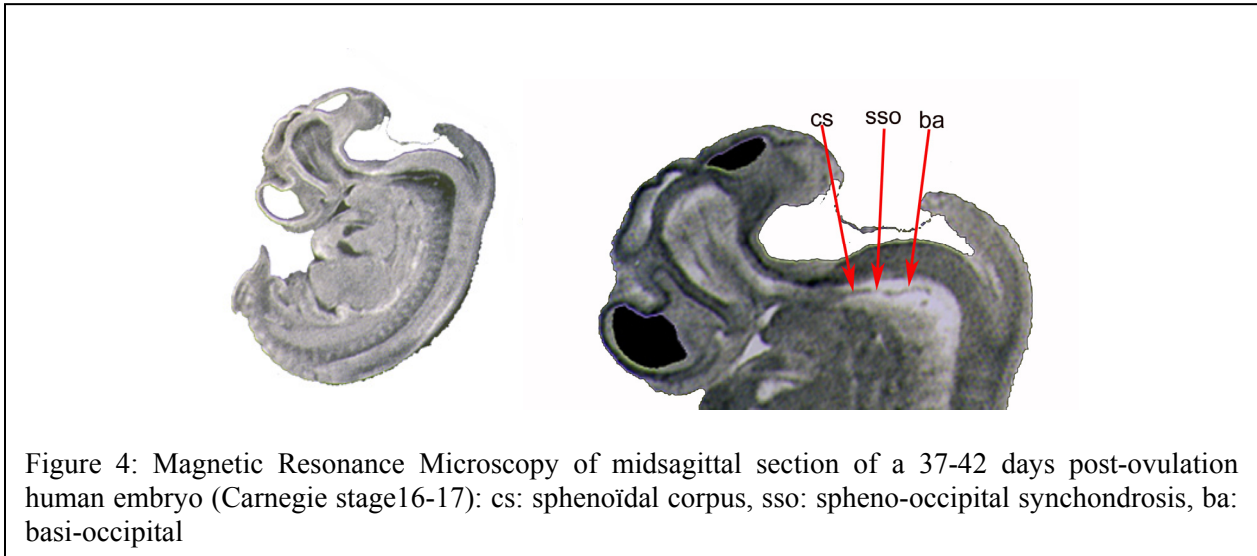 cs sso ba
Figure 4: Magnetic Resonance Microscopy of midsagittal section of a 37-42 days post-ovulation
human embryo (Carnegie stage16-17): cs: sphenoïdal corpus, sso: spheno-occipital synchondrosis, ba:
basi-occipital